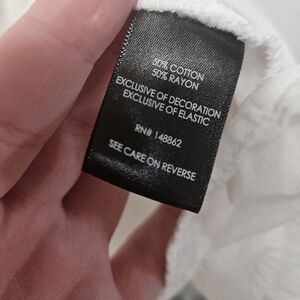 50% COTTON
50% RAYON
EXCLUSIVE OF DECORATION
EXCLUSIVE OF ELASTIC
RN# 148862
SEE CARE ON REVERSE